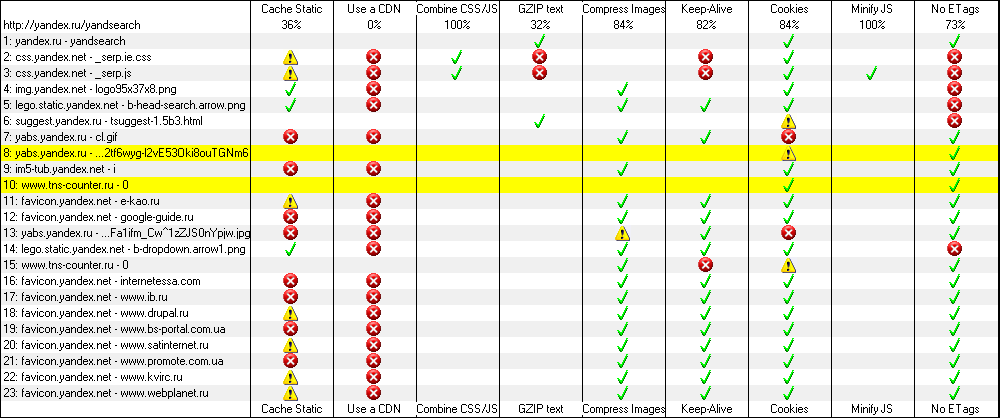 Cache Static Use a CDN Combine CSS/JS GZIP text Compress Images Keep-Alive Cookies Minify JS No ETags
http://yandex.ru/yandsearch 36% 0% 100% 32% 84% 82% 84% 100% 73%
1: yandex.ru - yandsearch
2: css.yandex.net - _serp.ie.css
3: css.yandex.net - _serp.js
4: img.yandex.net - logo95x37x8.png
5: lego.static.yandex.net - b-head-search.arrow.png
6: suggest.yandex.ru - tsuggest-1.5b3.html
7: yabs.yandex.ru - cl.gif
8: yabs.yandex.ru - ...2tf6wyg-l2vE53Oki8ouTGNm6
9: im5-tub.yandex.net - i
10: www.tns-counter.ru - 0
11: favicon.yandex.net - e-kao.ru
12: favicon.yandex.net - google-guide.ru
13: yabs.yandex.ru - ...Fa1ifm_Cw^1zZJS0nYpjw.jpg
14: lego.static.yandex.net - b-dropdown.arrow1.png
15: www.tns-counter.ru - 0
16: favicon.yandex.net - internetessa.com
17: favicon.yandex.net - www.ib.ru
18: favicon.yandex.net - www.drupal.ru
19: favicon.yandex.net - www.bs-portal.com.ua
20: favicon.yandex.net - www.satinternet.ru
21: favicon.yandex.net - www.promote.com.ua
22: favicon.yandex.net - www.kvirc.ru
23: favicon.yandex.net - www.webplanet.ru
Cache Static Use a CDN Combine CSS/JS GZIP text Compress Images Keep-Alive Cookies Minify JS No ETags